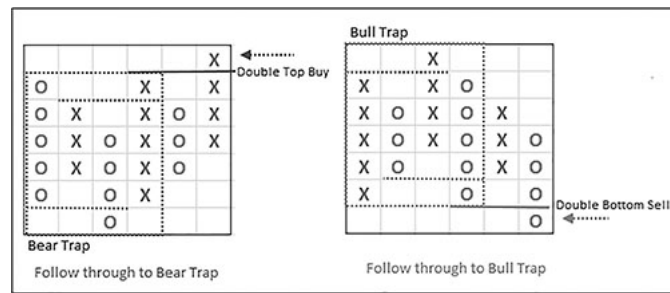 X
Double Top Buy
O X X
O X X O X
O X O X O X
O X O X O
O O X
O
Bear Trap
Follow through to Bear Trap
Bull Trap
X
X X O
X O X O X
X O X O X O
X O O X O
X O O
Double Bottom Sell
O
Follow through to Bull Trap